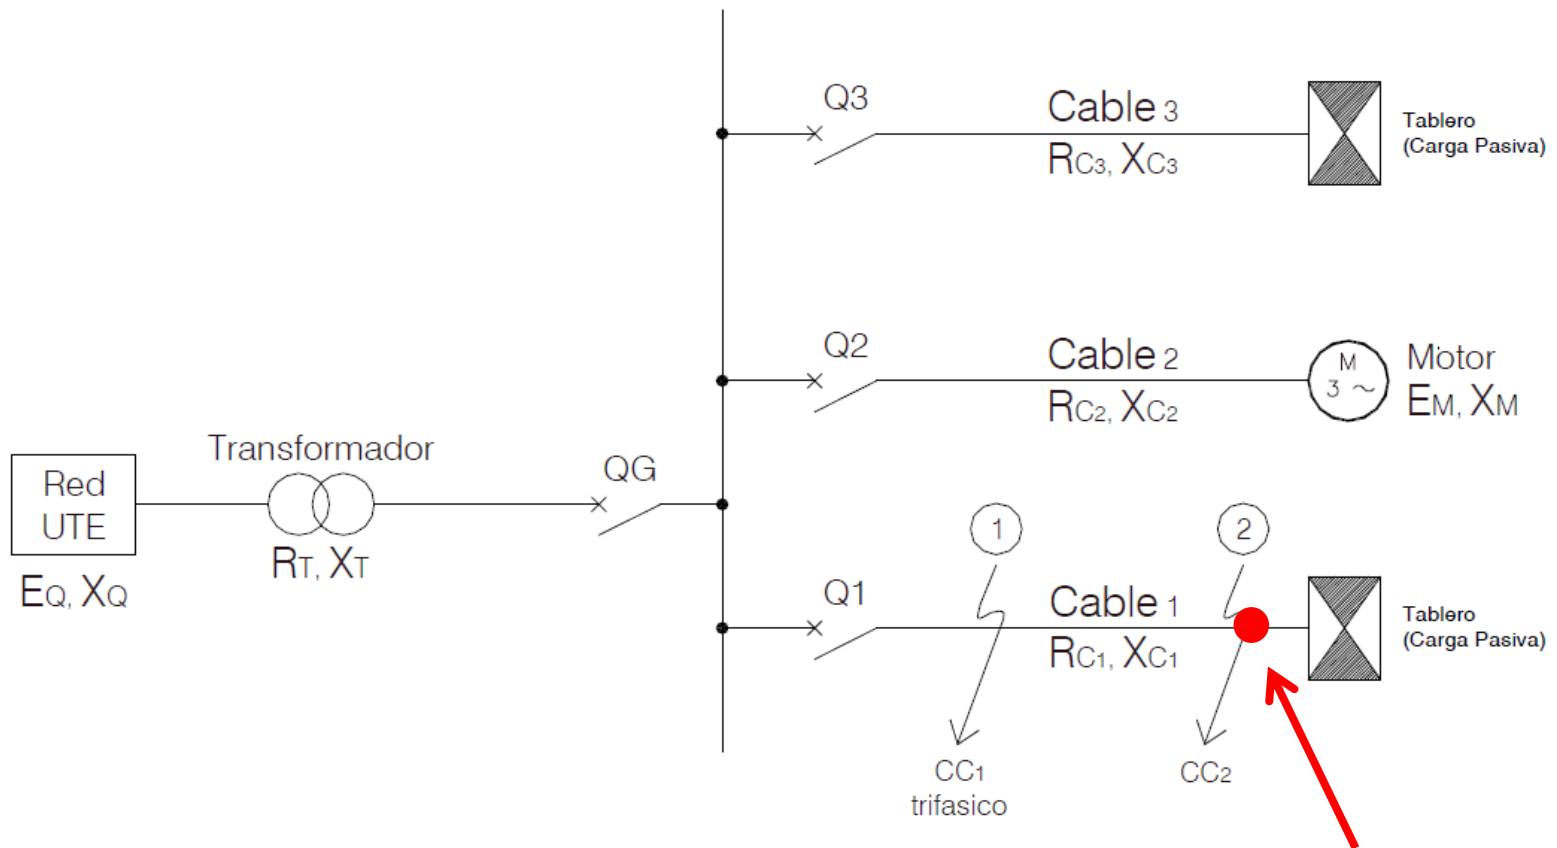 Q3
Cable 3
RC3, XC3
Tablero
(Carga Pasiva)
Q2
Cable 2
RC2, XC2
M
3 ~
Motor
EM, XM
Red
UTE
EQ, XQ
Transformador
RT, XT
QG
1
2
Q1
Cable 1
RC1, XC1
Tablero
(Carga Pasiva)
CC1
trifasico
CC2